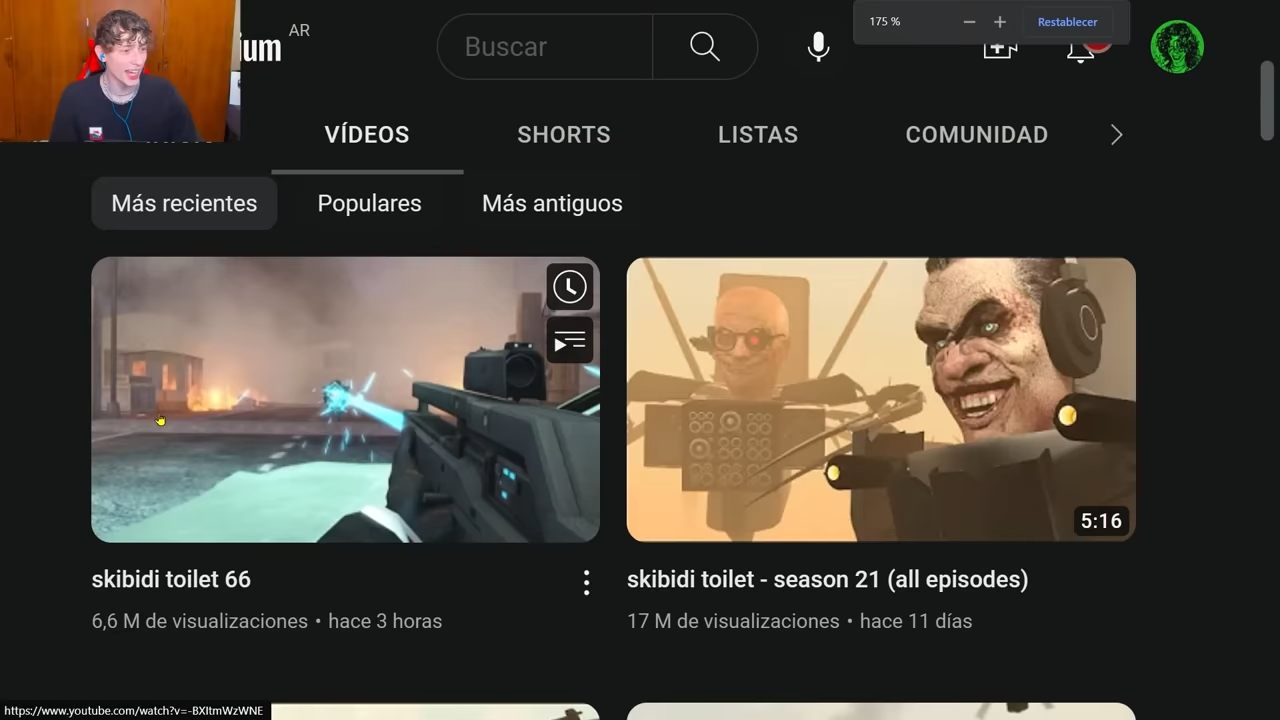 ium AR
Buscar
175 %
Restablecer
VÍDEOS
SHORTS
LISTAS
COMUNIDAD
Más recientes
Populares
Más antiguos
5:16
skibidi toilet 66
skibidi toilet - season 21 (all episodes)
6,6 M de visualizaciones • hace 3 horas
17 M de visualizaciones • hace 11 días
https://www.youtube.com/watch?v=-BXItmWzWNE